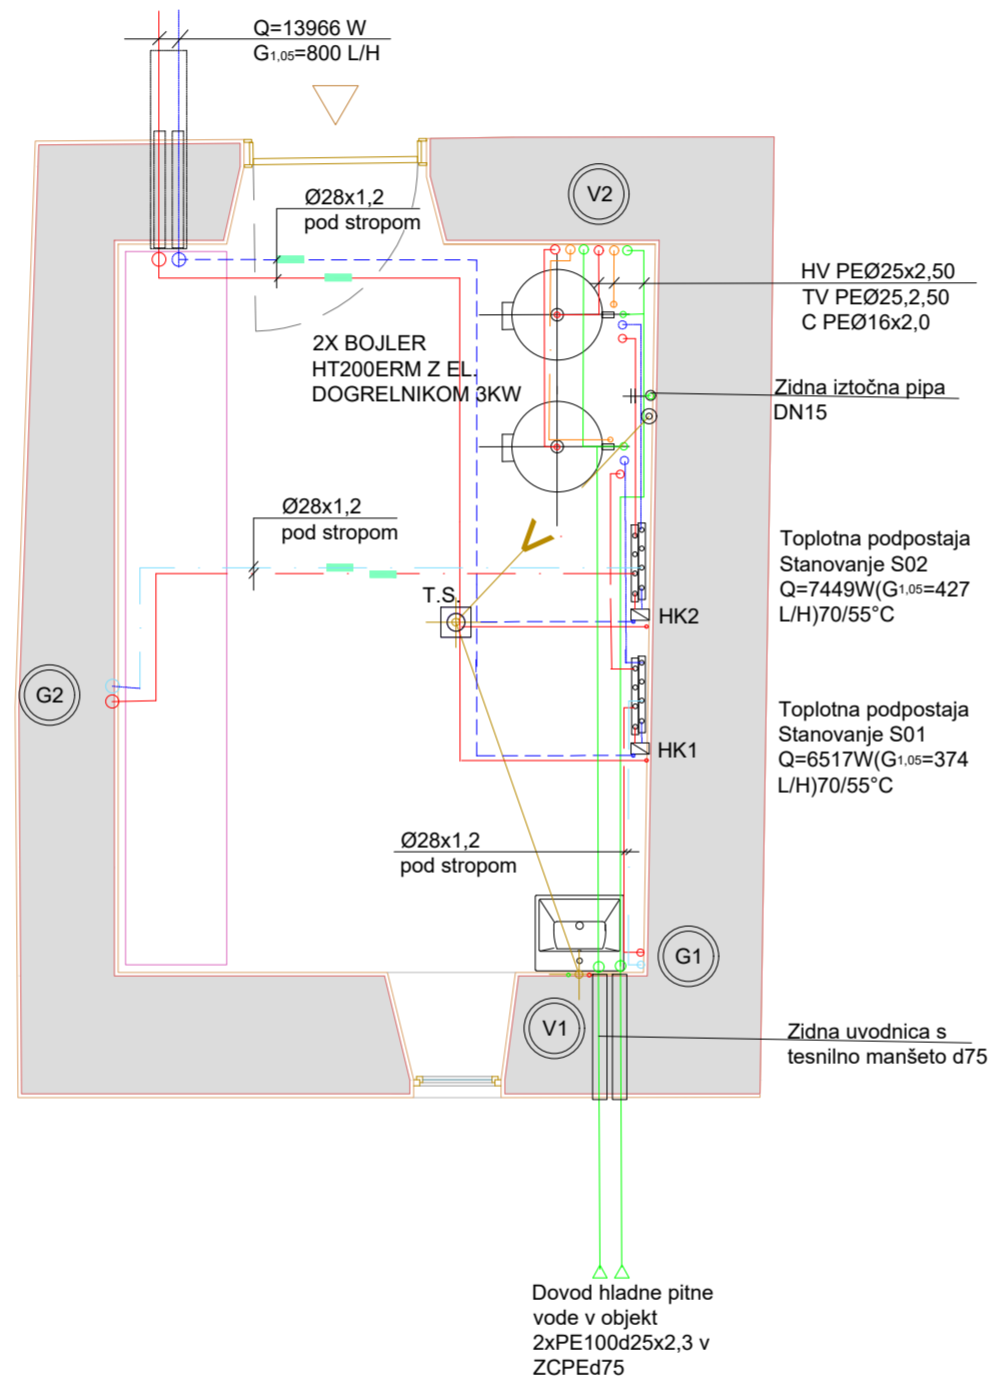 Q=13966 W
G1,05=800 L/H
Ø28x1,2
pod stropom
V2
HV PEØ25x2,50
TV PEØ25,2,50
C PEØ16x2,0
2X BOJLER
HT200ERM Z EL.
DOGRELNIKOM 3KW
Zidna iztočna pipa
DN15
Ø28x1,2
pod stropom
Toplotna podpostaja
Stanovanje S02
Q=7449W(G1,05=427
L/H)70/55°C
T.S.
HK2
G2
Toplotna podpostaja
Stanovanje S01
Q=6517W(G1,05=374
L/H)70/55°C
HK1
Ø28x1,2
pod stropom
G1
V1
Zidna uvodnica s
tesnilno manšeto d75
Dovod hladne pitne
vode v objekt
2xPE100d25x2,3 v
ZCPEd75